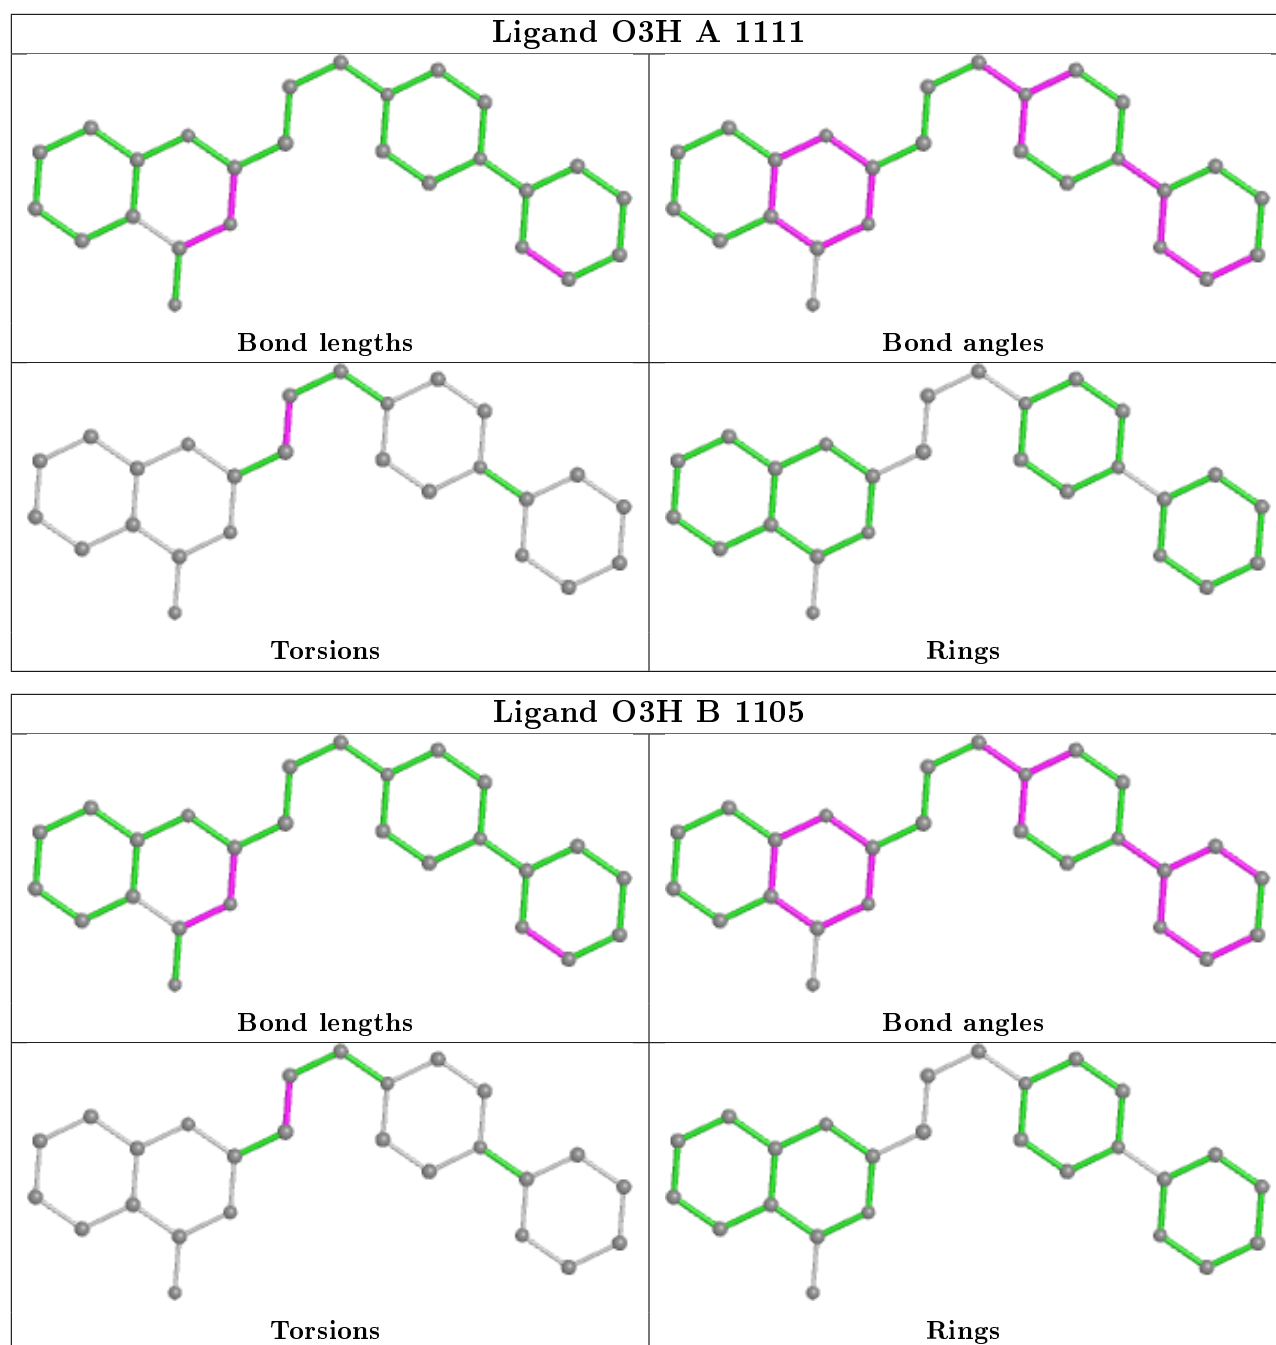 Ligand O3H A 1111
Bond lengths
Bond angles
Torsions
Rings
Ligand O3H B 1105
Bond lengths
Bond angles
Torsions
Rings